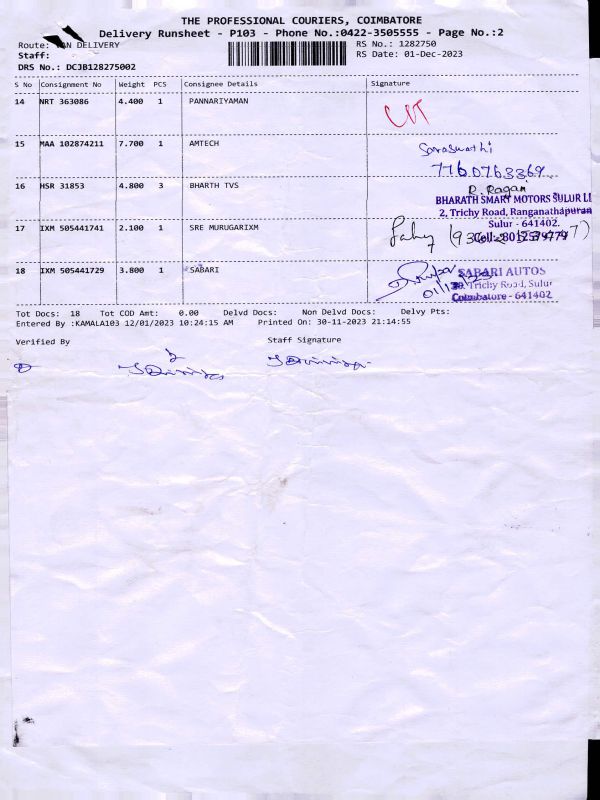 THE PROFESSIONAL COURIERS, COIMBATORE
Delivery Runsheet - P103 - Phone No.:0422-3505555 - Page No.:2
Route: VAN DELIVERY RS No.: 1282750
Staff: RS Date: 01-Dec-2023
DRS No.: DCJB128275002
S No Consignment No Weight PCS Consignee Details Signature
14 NRT 363086 4.400 1 PANNARIYAMAN
15 MAA 102874211 7.700 1 AMTECH Saraswathi
7760763369
16 HSR 31853 4.800 3 BHARTH TVS R. Ragan
BHARATH SMART MOTORS SULUR LI
2, Trichy Road, Ranganathapuran
17 IXM 505441741 2.100 1 SRE MURUGARIXM Sulur - 641402.
18 IXM 505441729 3.800 1 SABARI SABARI AUTOS
Trichy Road, Sulur
Coimbatore - 641402
Tot Docs: 18 Tot COD Amt: 0.00 Delvd Docs: Non Delvd Docs: Delvy Pts:
Entered By :KAMALA103 12/01/2023 10:24:15 AM Printed On: 30-11-2023 21:14:55
Verified By Staff Signature